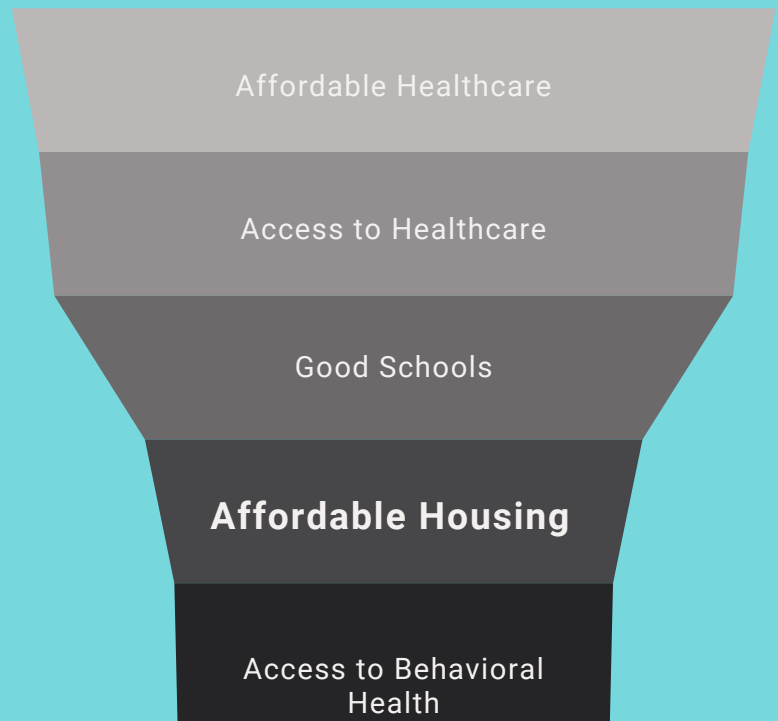 Affordable Healthcare
Access to Healthcare
Good Schools
Affordable Housing
Access to Behavioral
Health